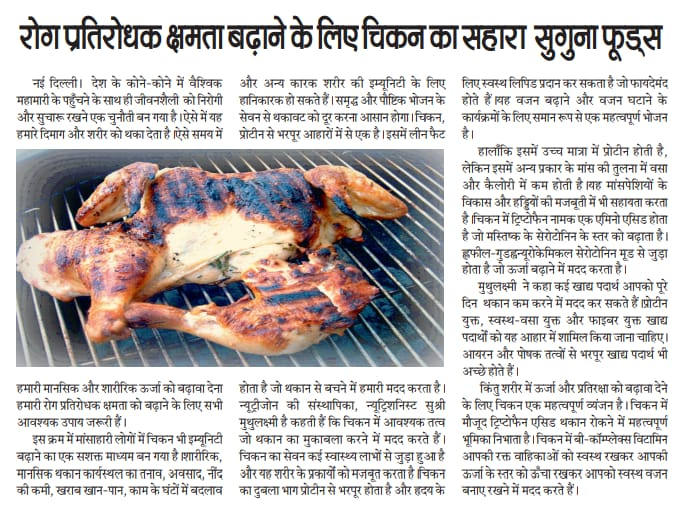 रोग प्रतिरोधक क्षमता बढ़ाने के लिए चिकन का सहारा सुगुना फूड्स
नई दिल्ली। देश के कोने-कोने में वैश्विक
महामारी के पहुँचने के साथ ही जीवनशैली को निरोगी
और सुचारू रखने एक चुनौती बन गया है। ऐसे में यह
हमारे दिमाग और शरीर को थका देता है। ऐसे समय में
हमारी मानसिक और शारीरिक ऊर्जा को बढ़ावा देना
हमारी रोग प्रतिरोधक क्षमता को बढ़ाने के लिए सभी
आवश्यक उपाय जरूरी हैं।
इस क्रम में मांसाहारी लोगों में चिकन भी इम्यूनिटी
बढ़ाने का एक सशक्त माध्यम बन गया है।शारीरिक,
मानसिक थकान कार्यस्थल का तनाव, अवसाद, नींद
की कमी, खराब खान-पान, काम के घंटों में बदलाव
और अन्य कारक शरीर की इम्यूनिटी के लिए
हानिकारक हो सकते हैं। समृद्ध और पौष्टिक भोजन के
सेवन से थकावट को दूर करना आसान होगा। चिकन,
प्रोटीन से भरपूर आहारों में से एक है। इसमें लीन फैट
होता है जो थकान से बचने में हमारी मदद करता है।
न्यूट्रीजोन की संस्थापिका, न्यूट्रिशनिस्ट सुश्री
मुथुलक्ष्मी है कहती हैं कि चिकन में आवश्यक तत्व
जो थकान का मुकाबला करने में मदद करते हैं।
चिकन का सेवन कई स्वास्थ्य लाभों से जुड़ा हुआ है
और यह शरीर के प्रकार्यों को मजबूत करता है।चिकन
का दुबला भाग प्रोटीन से भरपूर होता है और हृदय के
लिए स्वस्थ लिपिड प्रदान कर सकता है जो फायदेमंद
होते हैं।यह वजन बढ़ाने और वजन घटाने के
कार्यक्रमों के लिए समान रूप से एक महत्वपूर्ण भोजन
है।
हालाँकि इसमें उच्च मात्रा में प्रोटीन होती है,
लेकिन इसमें अन्य प्रकार के मांस की तुलना में वसा
और कैलोरी में कम होती है।यह मांसपेशियों के
विकास और हड्डियों की मजबूती में भी सहायता करता
है।चिकन में ट्रिप्टोफैन नामक एक एमिनो एसिड होता
है जो मस्तिष्क के सेरोटोनिन के स्तर को बढ़ाता है।
होता है जो ऊर्जा बढ़ाने में मदद करता है।
मुथुलक्ष्मी ने कहा कई खाद्य पदार्थ आपको पूरे
दिन थकान कम करने में मदद कर सकते हैं।प्रोटीन
युक्त, स्वस्थ-वसा युक्त और फाइबर युक्त खाद्य
पदार्थों को यह आहार में शामिल किया जाना चाहिए।
आयरन और पोषक तत्वों से भरपूर खाद्य पदार्थ भी
अच्छे होते हैं।
किंतु शरीर में ऊर्जा और प्रतिरक्षा को बढ़ावा देने
के लिए चिकन एक महत्वपूर्ण व्यंजन है। चिकन में
मौजूद ट्रिप्टोफैन एसिड थकान रोकने में महत्वपूर्ण
भूमिका निभाता है। चिकन में बी-कॉम्प्लेक्स विटामिन
आपकी रक्त वाहिकाओं को स्वस्थ रखकर आपकी
ऊर्जा के स्तर को ऊँचा रखकर आपको स्वस्थ वजन
बनाए रखने में मदद करते हैं।